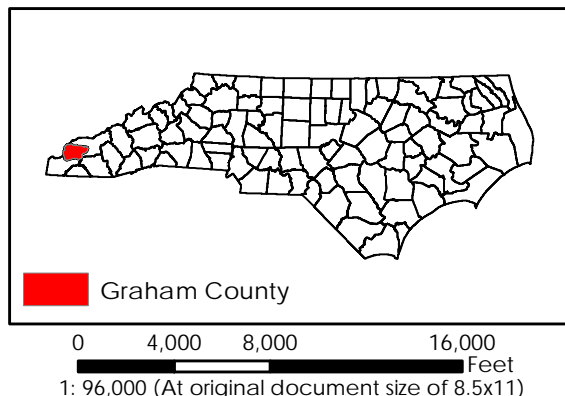 Graham County
0 4,000 8,000 16,000
Feet
1: 96,000 (At original document size of 8.5x11)